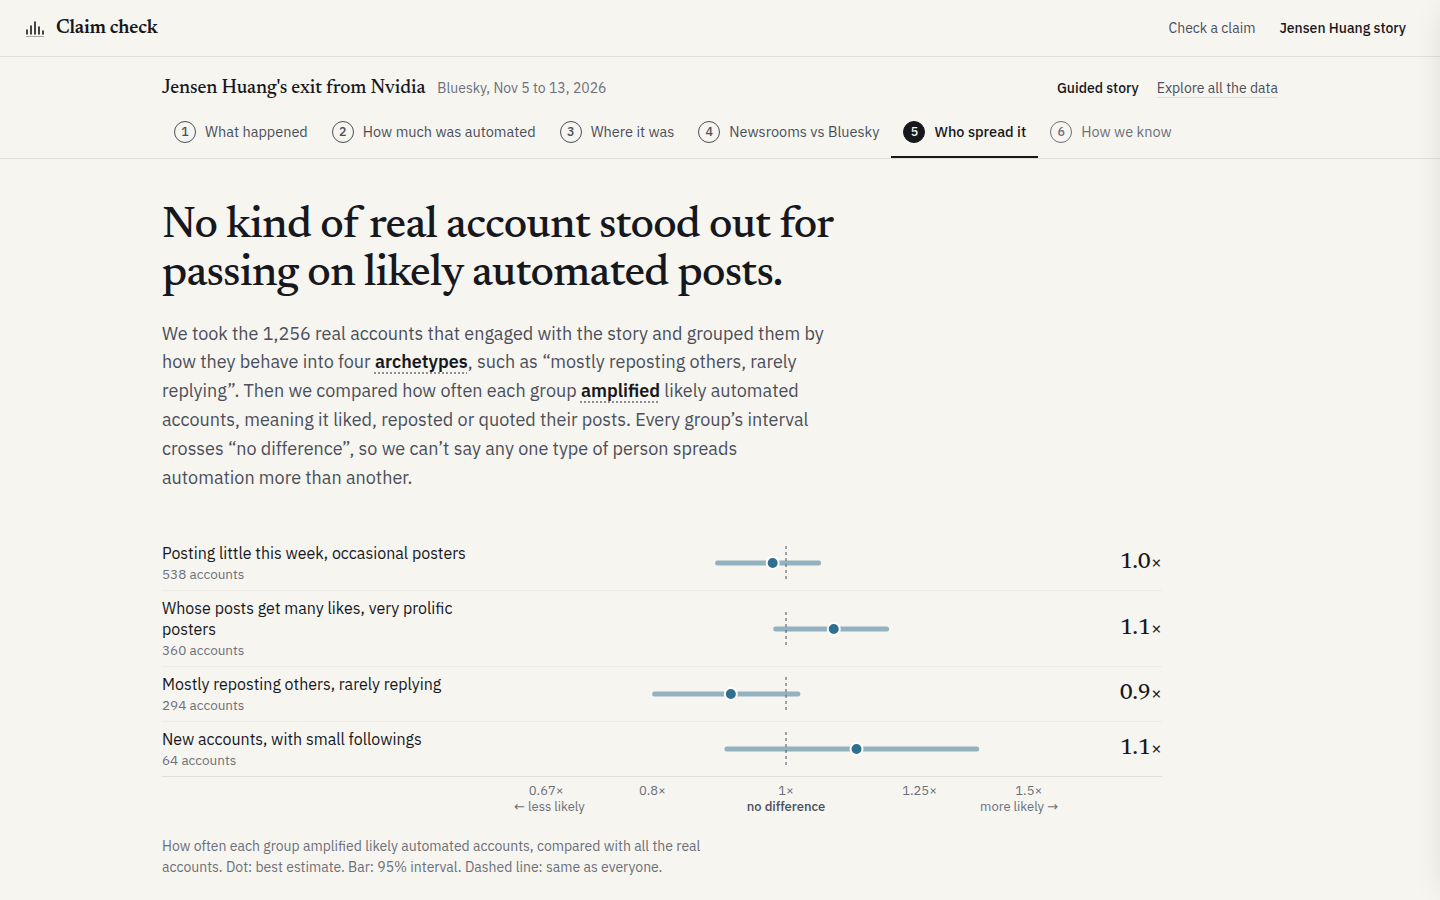 Claim check
Check a claim
Jensen Huang story
Jensen Huang's exit from Nvidia
Bluesky, Nov 5 to 13, 2026
Guided story
Explore all the data
1 What happened
2 How much was automated
3 Where it was
4 Newsrooms vs Bluesky
5 Who spread it
6 How we know
No kind of real account stood out for
passing on likely automated posts.
We took the 1,256 real accounts that engaged with the story and grouped them by
how they behave into four archetypes, such as “mostly reposting others, rarely
replying”. Then we compared how often each group amplified likely automated
accounts, meaning it liked, reposted or quoted their posts. Every group’s interval
crosses “no difference”, so we can’t say any one type of person spreads
automation more than another.
Posting little this week, occasional posters
538 accounts
1.0×
Whose posts get many likes, very prolific
posters
360 accounts
1.1×
Mostly reposting others, rarely replying
294 accounts
0.9×
New accounts, with small followings
64 accounts
1.1×
0.67× 0.8× 1× 1.25× 1.5×
← less likely no difference more likely →
How often each group amplified likely automated accounts, compared with all the real
accounts. Dot: best estimate. Bar: 95% interval. Dashed line: same as everyone.